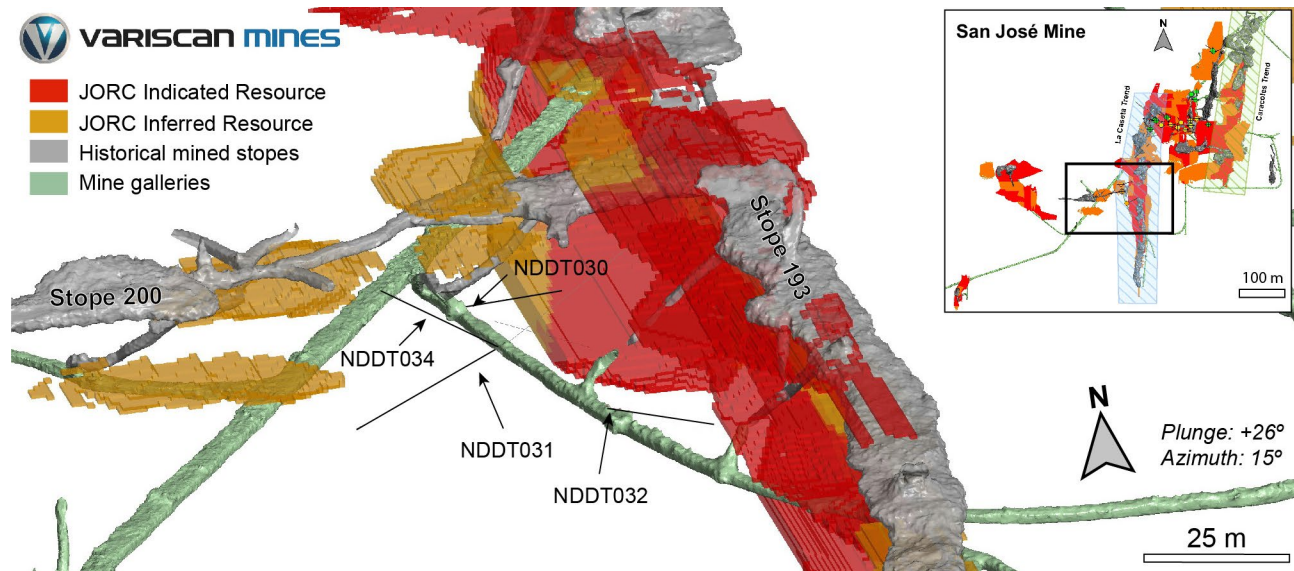 VARISCAN MINES
JORC Indicated Resource
JORC Inferred Resource
Historical mined stopes
Mine galleries
San José Mine
N
La Caseta Trend
Caracoles Trend
100 m
Stope 200
Stope 193
NDDT030
NDDT034
NDDT031
NDDT032
N
Plunge: +26º
Azimuth: 15º
25 m